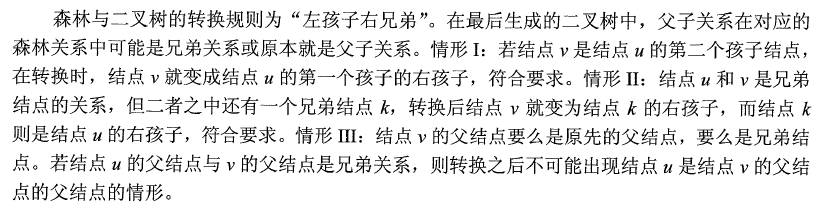 森林与二叉树的转换规则为“左孩子右兄弟”。在最后生成的二叉树中，父子关系在对应的
森林关系中可能是兄弟关系或原本就是父子关系。情形 I：若结点 v 是结点 u 的第二个孩子结点，
在转换时，结点 v 就变成结点 u 的第一个孩子的右孩子，符合要求。情形 II：结点 u 和 v 是兄弟
结点的关系，但二者之中还有一个兄弟结点 k，转换后结点 v 就变为结点 k 的右孩子，而结点 k
则是结点 u 的右孩子，符合要求。情形 III：结点 v 的父结点要么是原先的父结点，要么是兄弟结
点。若结点 u 的父结点与 v 的父结点是兄弟关系，则转换之后不可能出现结点 u 是结点 v 的父结
点的父结点的情形。